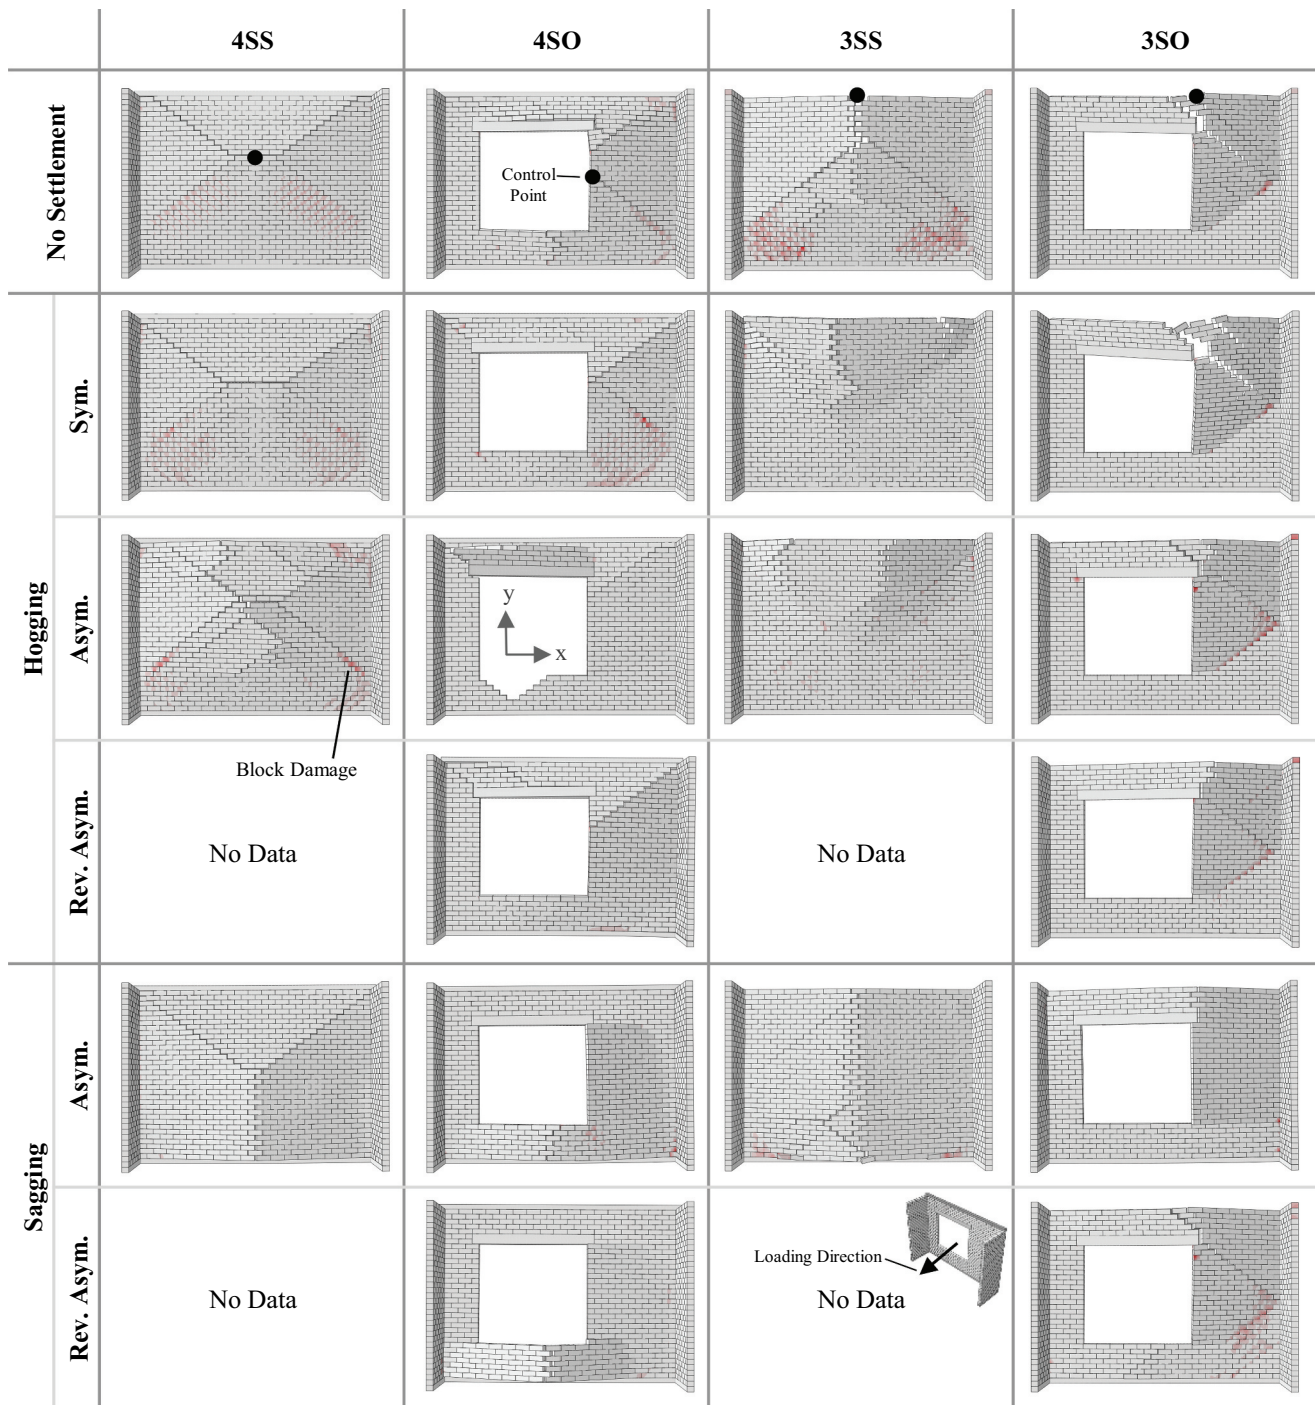 4SS
4SO
3SS
3SO
No Settlement
Control
Point
Hogging
Sym.
Asym.
y
x
Block Damage
Rev. Asym.
No Data
No Data
Sagging
Asym.
Rev. Asym.
No Data
Loading Direction
No Data